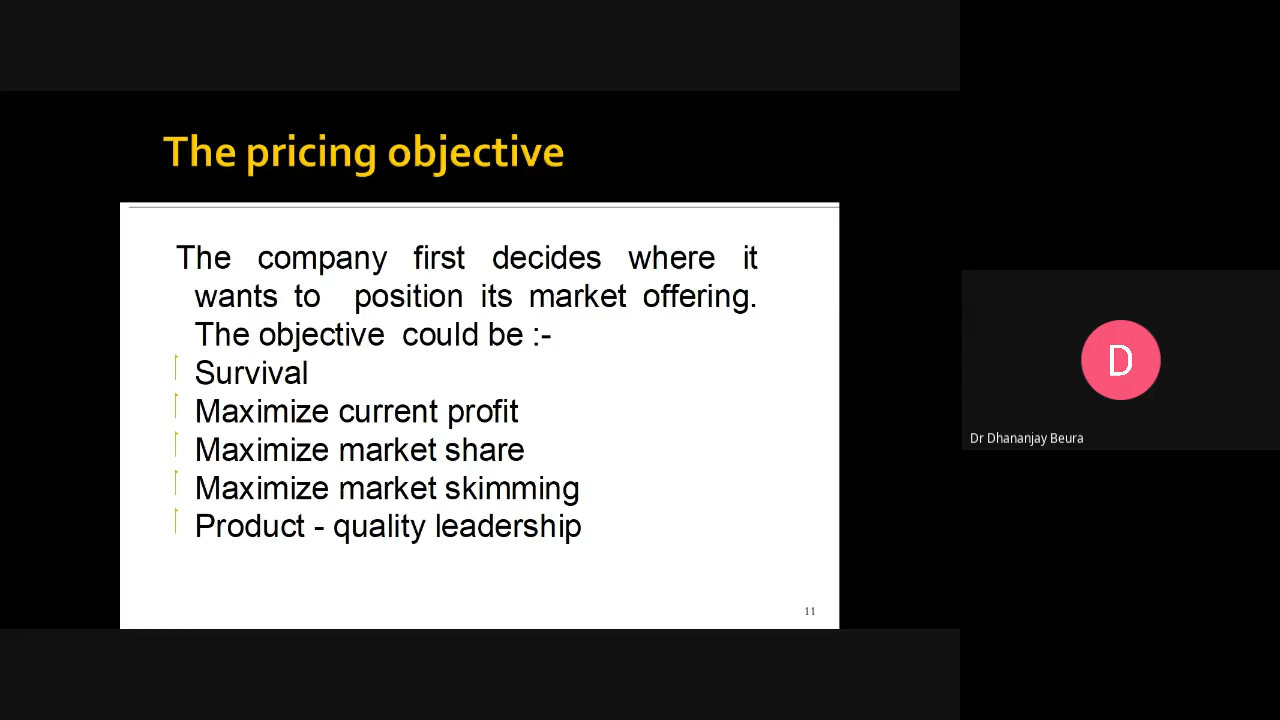 The pricing objective
The company first decides where it
wants to position its market offering.
The objective could be :-
Survival
Maximize current profit
Maximize market share
Maximize market skimming
Product - quality leadership
11
D
Dr Dhananjay Beura